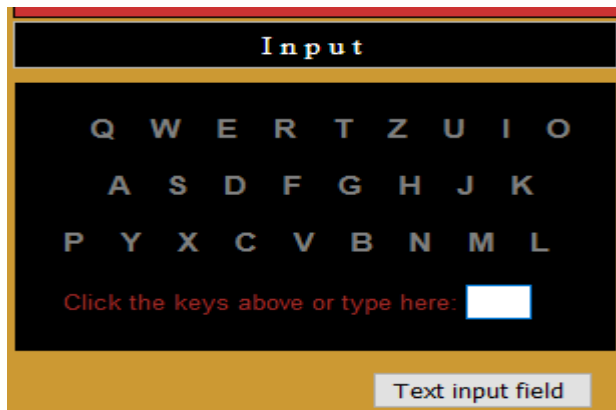 Input
Q W E R T Z U I O
A S D F G H J K
P Y X C V B N M L
Click the keys above or type here:
Text input field